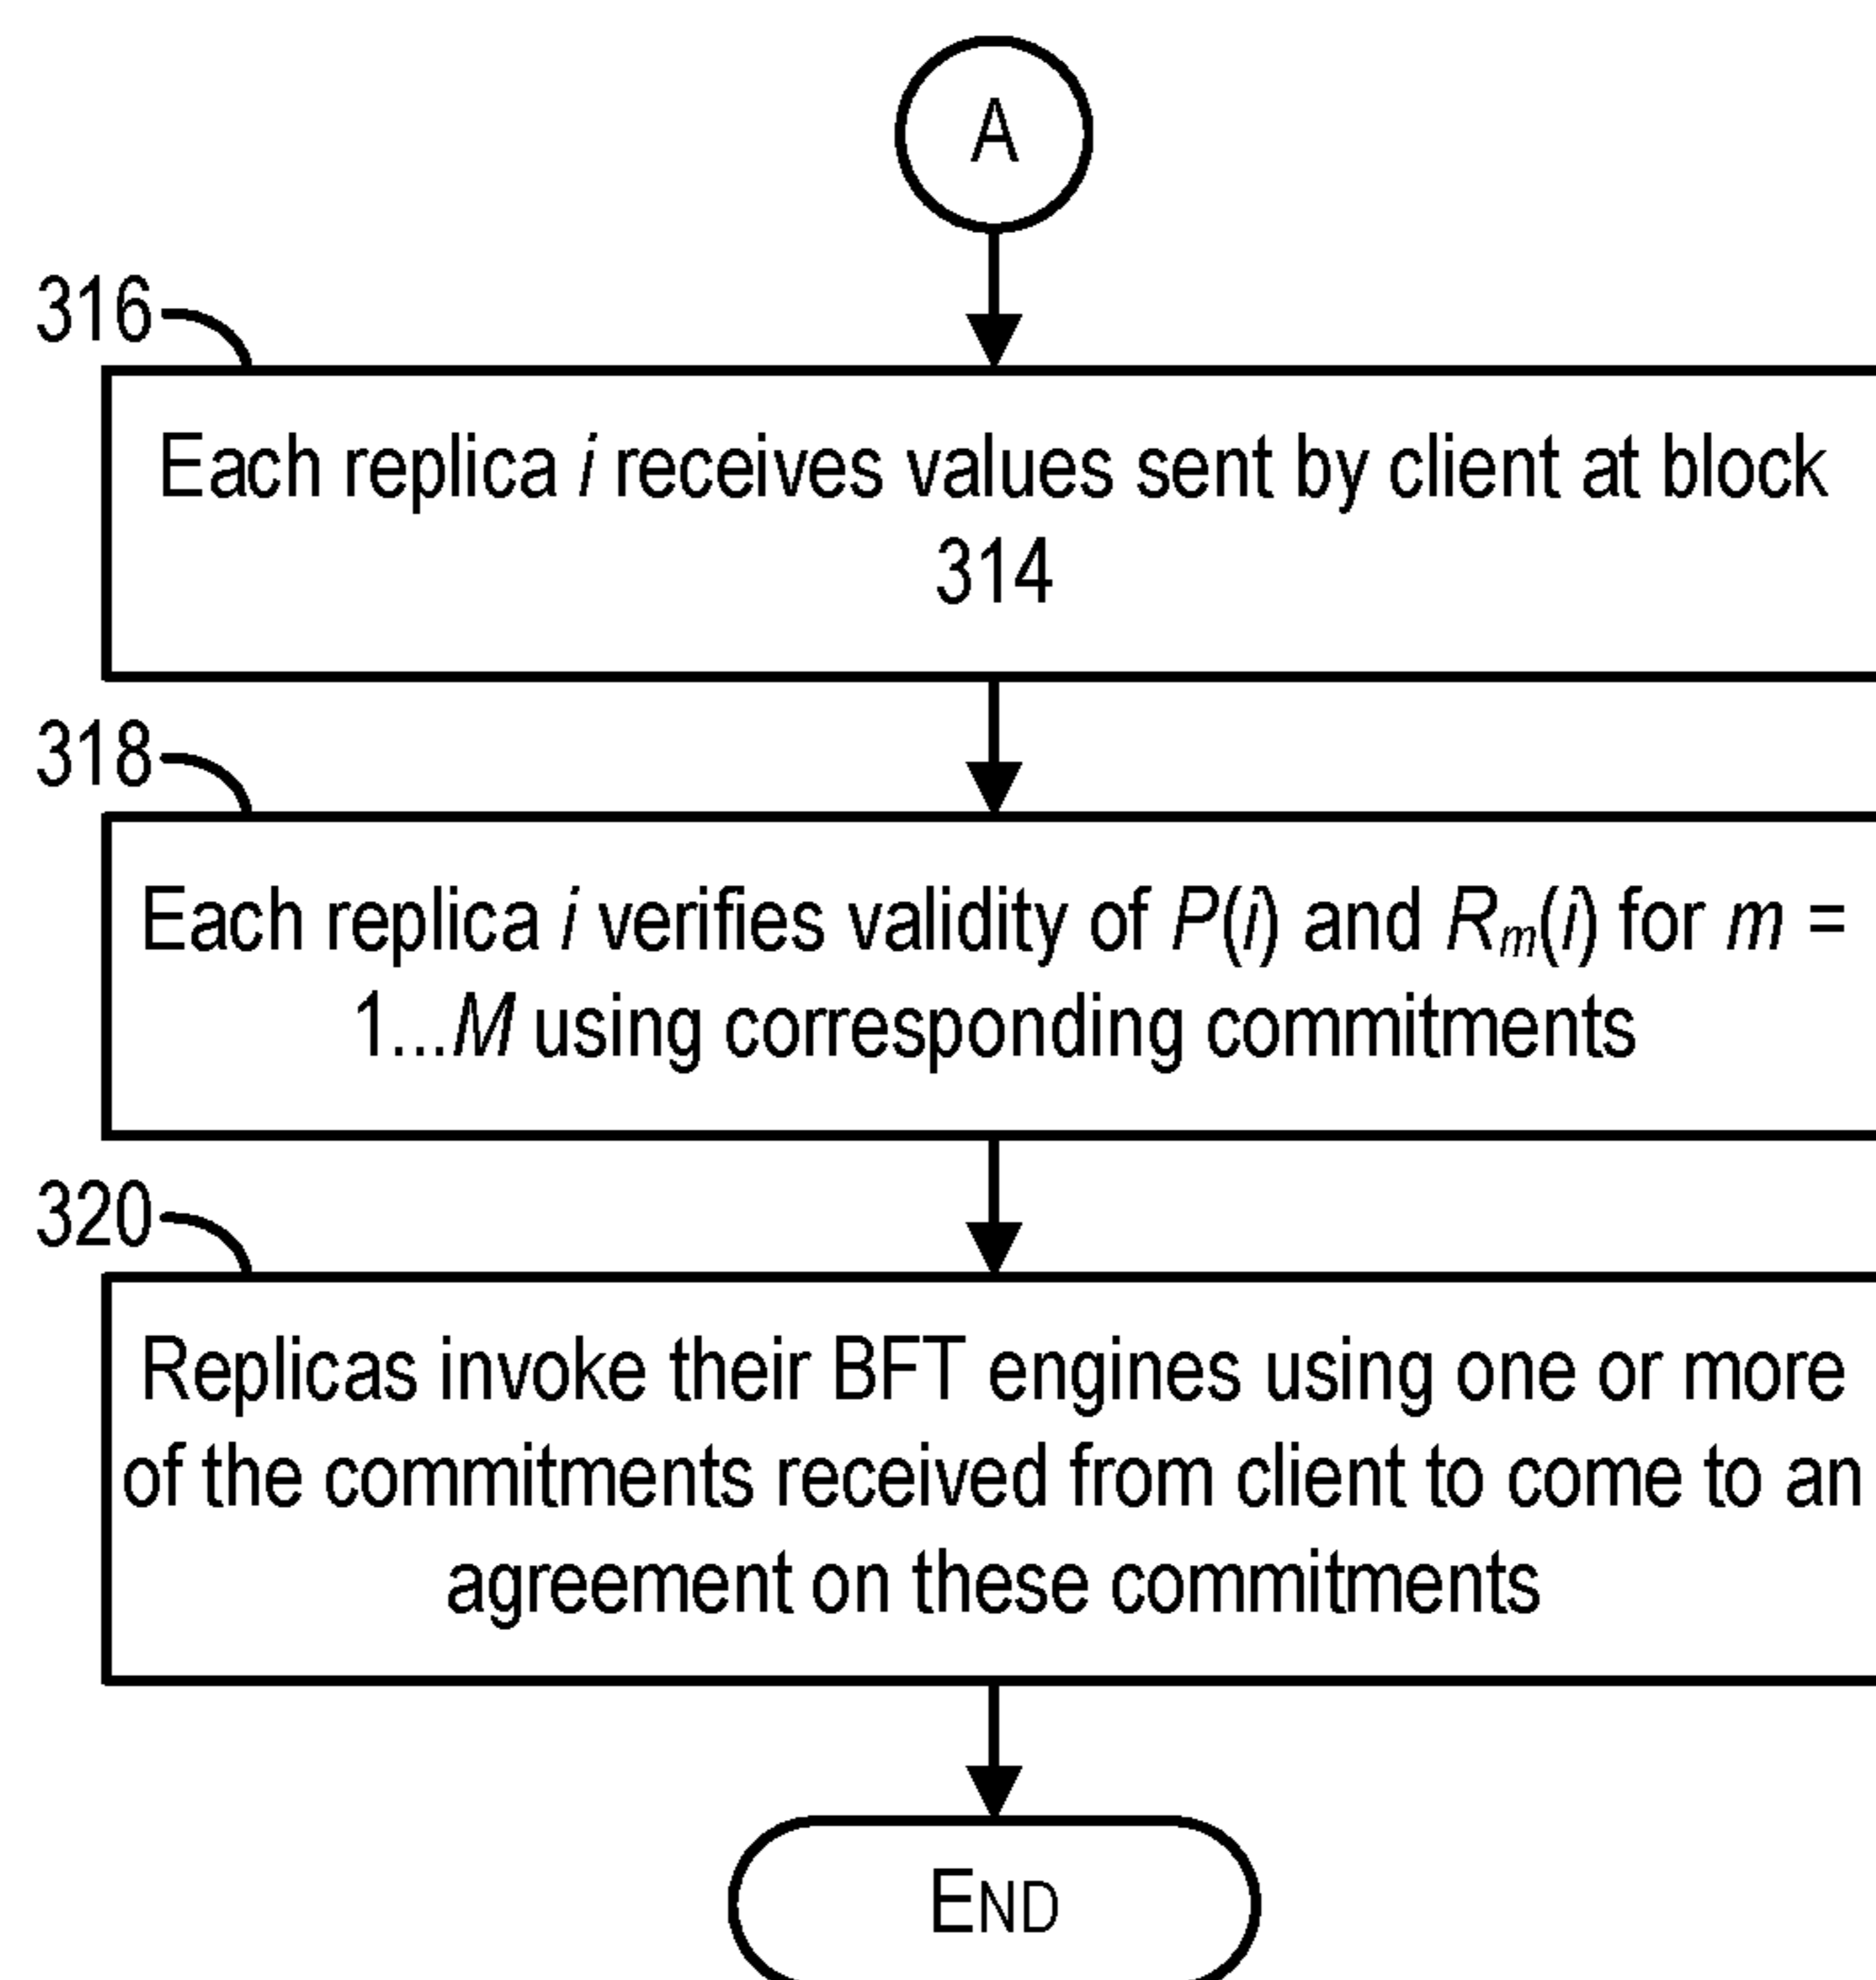 A
316
Each replica i receives values sent by client at block
314
318
Each replica i verifies validity of P(i) and Rm(i) for m =
1...M using corresponding commitments
320
Replicas invoke their BFT engines using one or more
of the commitments received from client to come to an
agreement on these commitments
END